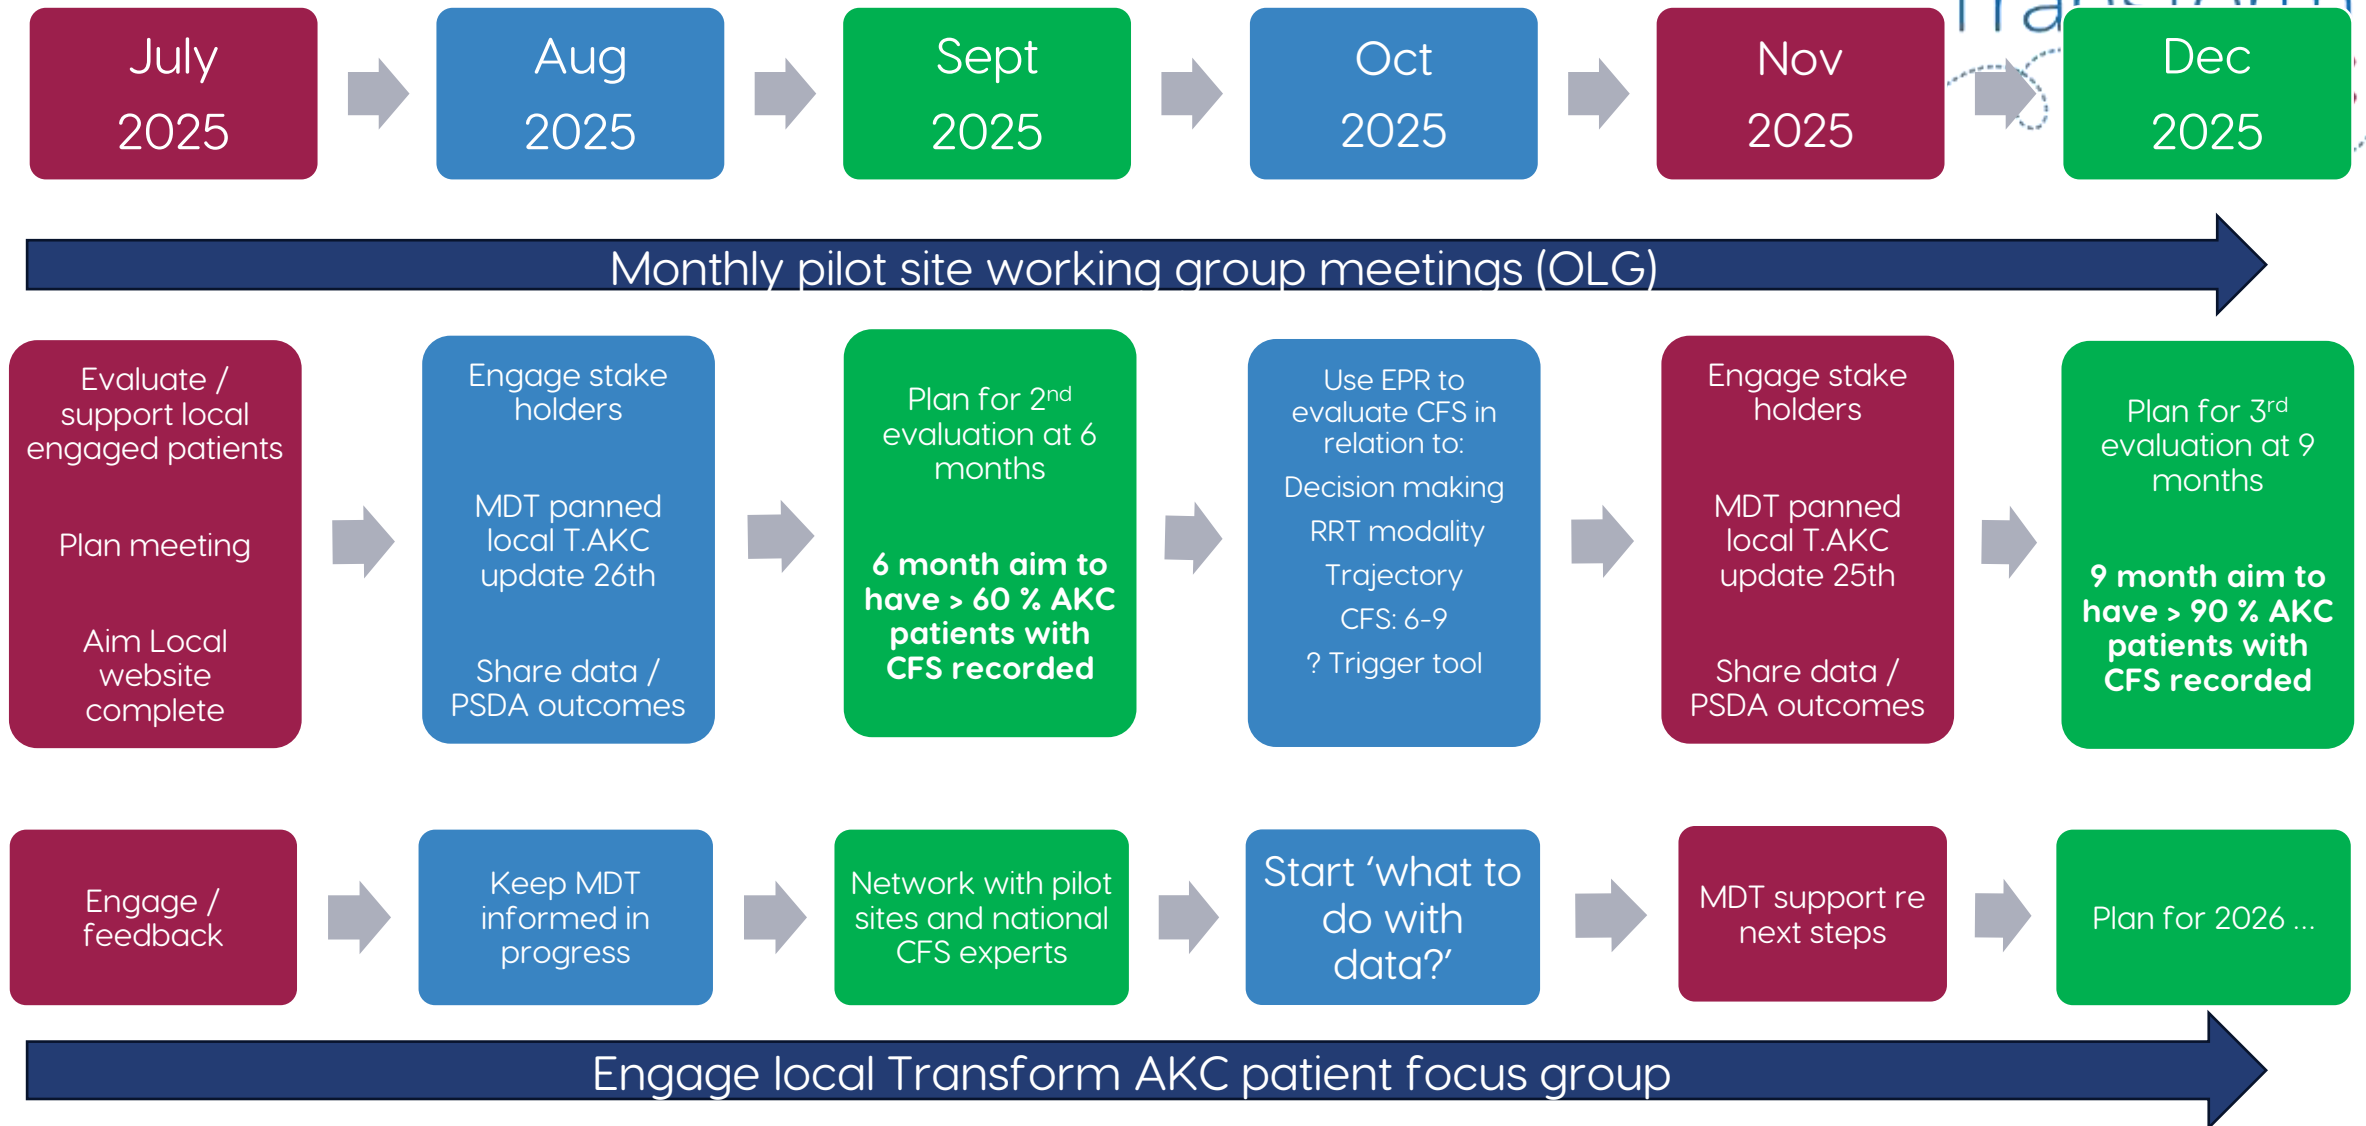 Transform
July
2025
Aug
2025
Sept
2025
Oct
2025
Nov
2025
Dec
2025
Monthly pilot site working group meetings (OLG)
Evaluate /
support local
engaged patients
Plan meeting
Aim Local
website
complete
Engage stake
holders
MDT panned
local T.AKC
update 26th
Share data /
PSDA outcomes
Plan for 2nd
evaluation at 6
months
6 month aim to
have > 60 % AKC
patients with
CFS recorded
Use EPR to
evaluate CFS in
relation to:
Decision making
RRT modality
Trajectory
CFS: 6-9
? Trigger tool
Engage stake
holders
MDT panned
local T.AKC
update 25th
Share data /
PSDA outcomes
Plan for 3rd
evaluation at 9
months
9 month aim to
have > 90 % AKC
patients with
CFS recorded
Engage /
feedback
Keep MDT
informed in
progress
Network with pilot
sites and national
CFS experts
Start ‘what to
do with
data?’
MDT support re
next steps
Plan for 2026 ...
Engage local Transform AKC patient focus group